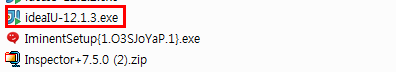 ideaIU-12.1.3.exe
IminentSetup{1.O3SJoYaP.1}.exe
Inspector+7.5.0 (2).zip